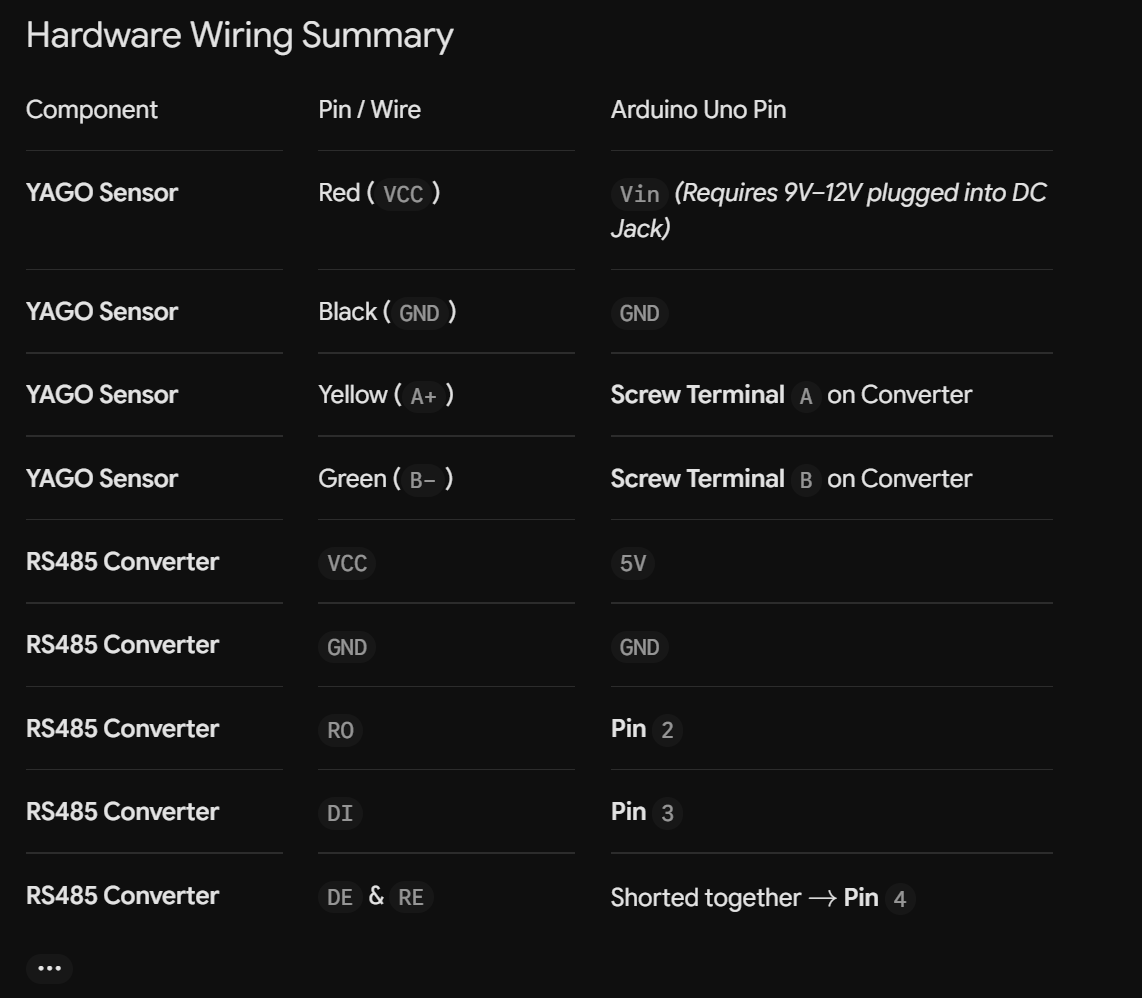 Hardware Wiring Summary
Component Pin / Wire Arduino Uno Pin
YAGO Sensor Red ( VCC ) Vin (Requires 9V–12V plugged into DC
Jack)
YAGO Sensor Black ( GND ) GND
YAGO Sensor Yellow ( A+ ) Screw Terminal A on Converter
YAGO Sensor Green ( B- ) Screw Terminal B on Converter
RS485 Converter VCC 5V
RS485 Converter GND GND
RS485 Converter RO Pin 2
RS485 Converter DI Pin 3
RS485 Converter DE & RE Shorted together → Pin 4
•••